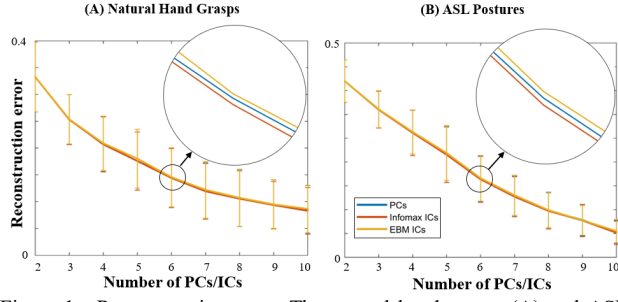 (A) Natural Hand Grasps
(B) ASL Postures
0.4
Reconstruction error
0
2 3 4 5 6 7 8 9 10
Number of PCs/ICs
0.5
PCs
Infomax ICs
EBM ICs
0
2 3 4 5 6 7 8 9 10
Number of PCs/ICs